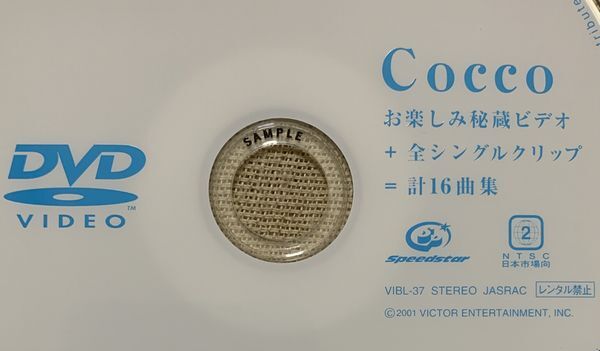 tribute
Cocco
お楽しみ秘蔵ビデオ
+ 全シングルクリップ
= 計16曲集
SAMPLE
DVD
TM
VIDEO
Speedstar
2
NTSC
日本市場向
VIBL-37 STEREO JASRAC レンタル禁止
©2001 VICTOR ENTERTAINMENT, INC.